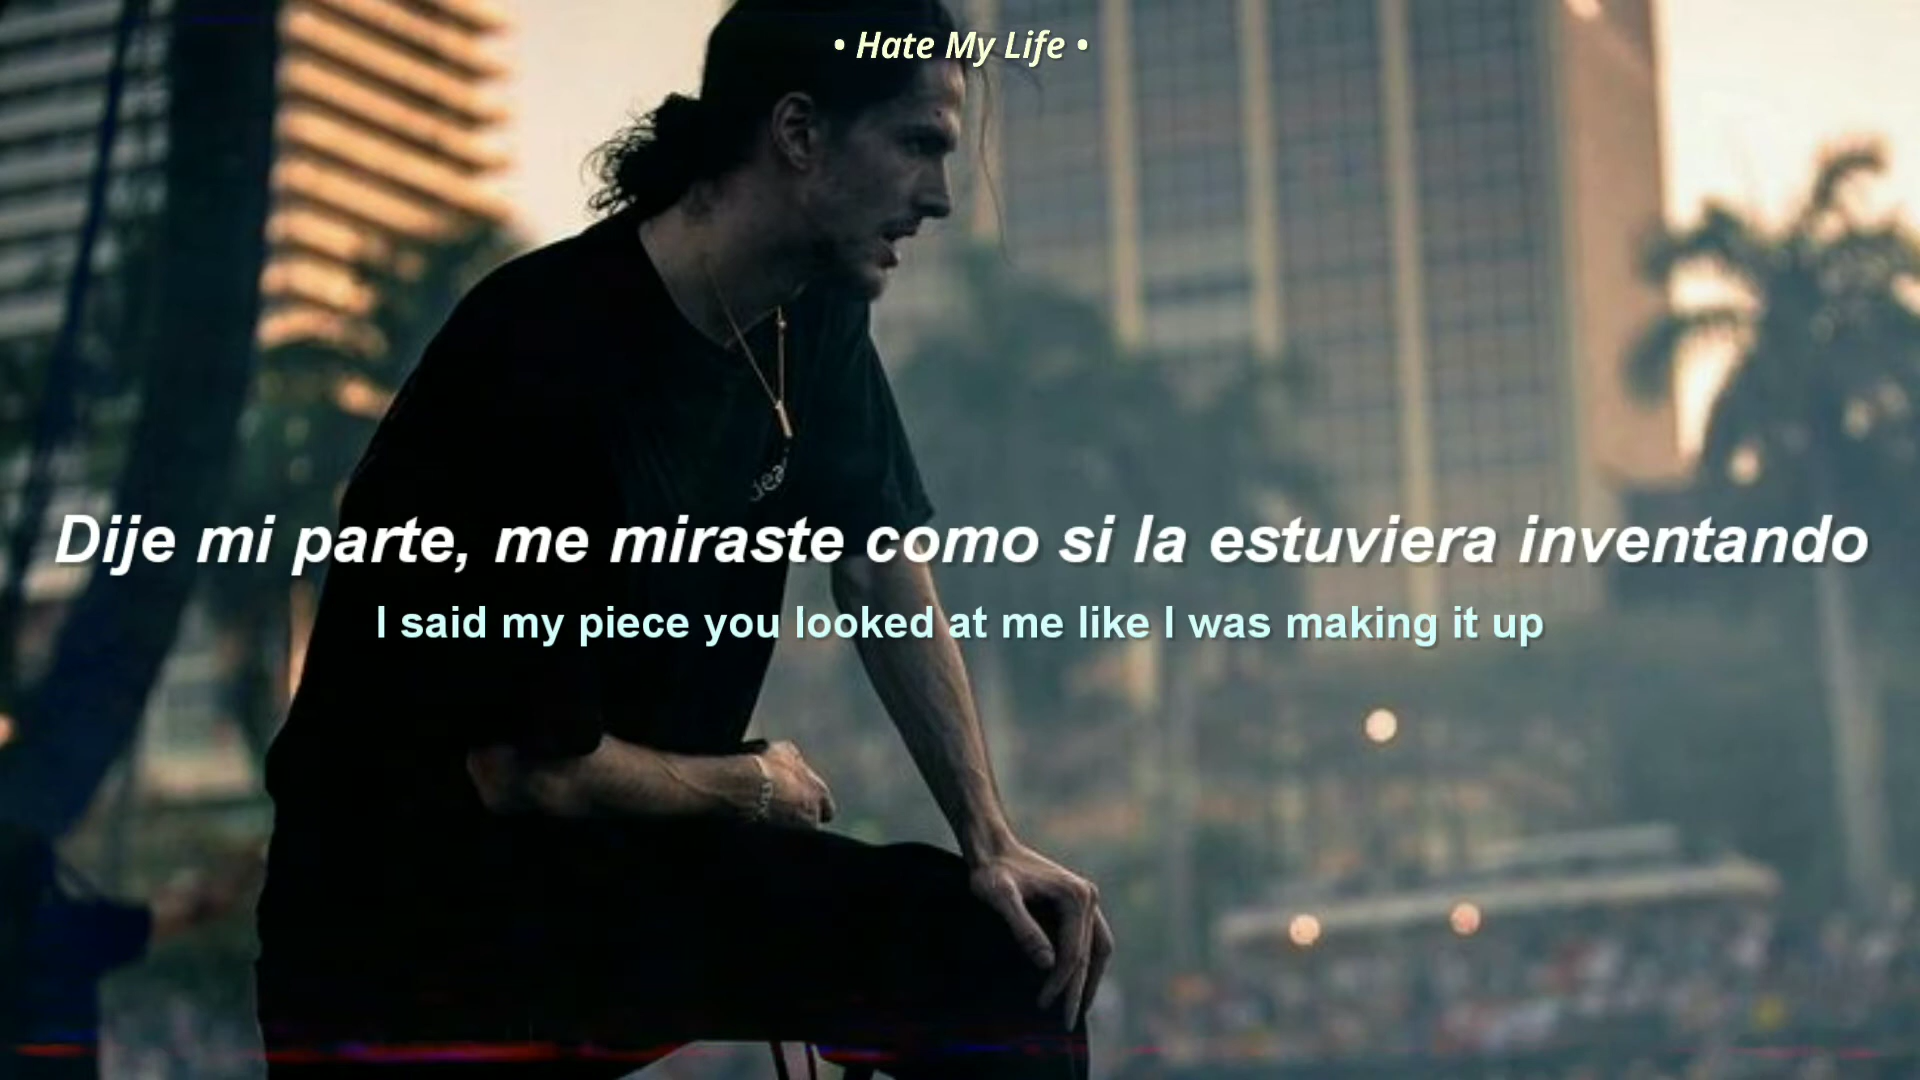 • Hate My Life •
Dije mi parte, me miraste como si la estuviera inventando
I said my piece you looked at me like I was making it up